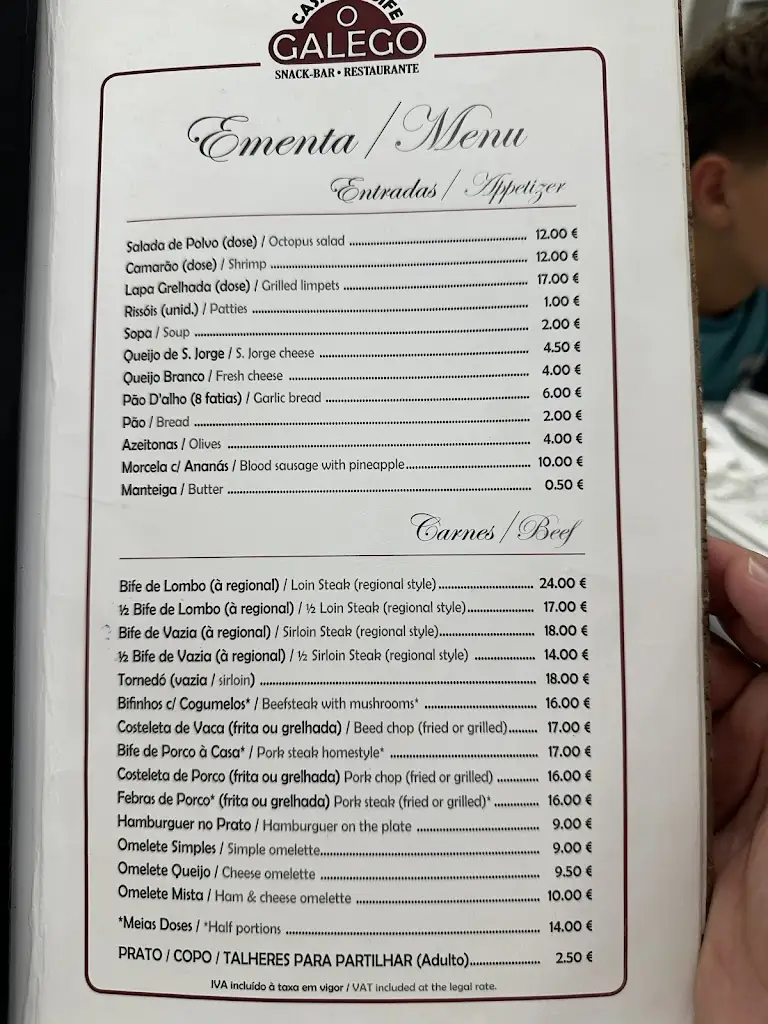 O
GALEGO
SNACK-BAR • RESTAURANTE
Ementa / Menu
Entradas / Appetizer
Salada de Polvo (dose) / Octopus salad 12.00 €
Camarão (dose) / Shrimp 12.00 €
Lapa Grelhada (dose) / Grilled limpets 17.00 €
Rissóis (unid.) / Patties 1.00 €
Sopa / Soup 2.00 €
Queijo de S. Jorge / S. Jorge cheese 4.50 €
Queijo Branco / Fresh cheese 4.00 €
Pão D'alho (8 fatias) / Garlic bread 6.00 €
Pão / Bread 2.00 €
Azeitonas / Olives 4.00 €
Morcela c/ Ananás / Blood sausage with pineapple 10.00 €
Manteiga / Butter 0.50 €
Carnes / Beef
Bife de Lombo (à regional) / Loin Steak (regional style) 24.00 €
½ Bife de Lombo (à regional) / ½ Loin Steak (regional style) 17.00 €
Bife de Vazia (à regional) / Sirloin Steak (regional style) 18.00 €
½ Bife de Vazia (à regional) / ½ Sirloin Steak (regional style) 14.00 €
Tornedó (vazia / sirloin) 18.00 €
Bifinhos c/ Cogumelos* / Beefsteak with mushrooms* 16.00 €
Costeleta de Vaca (frita ou grelhada) / Beed chop (fried or grilled) 17.00 €
Bife de Porco à Casa* / Pork steak homestyle* 17.00 €
Costeleta de Porco (frita ou grelhada) Pork chop (fried or grilled) 16.00 €
Febras de Porco* (frita ou grelhada) Pork steak (fried or grilled)* 16.00 €
Hamburguer no Prato / Hamburguer on the plate 9.00 €
Omelete Simples / Simple omelette 9.00 €
Omelete Queijo / Cheese omelette 9.50 €
Omelete Mista / Ham & cheese omelette 10.00 €
*Meias Doses / *Half portions 14.00 €
PRATO / COPO / TALHERES PARA PARTILHAR (Adulto) 2.50 €
IVA incluído à taxa em vigor / VAT included at the legal rate.